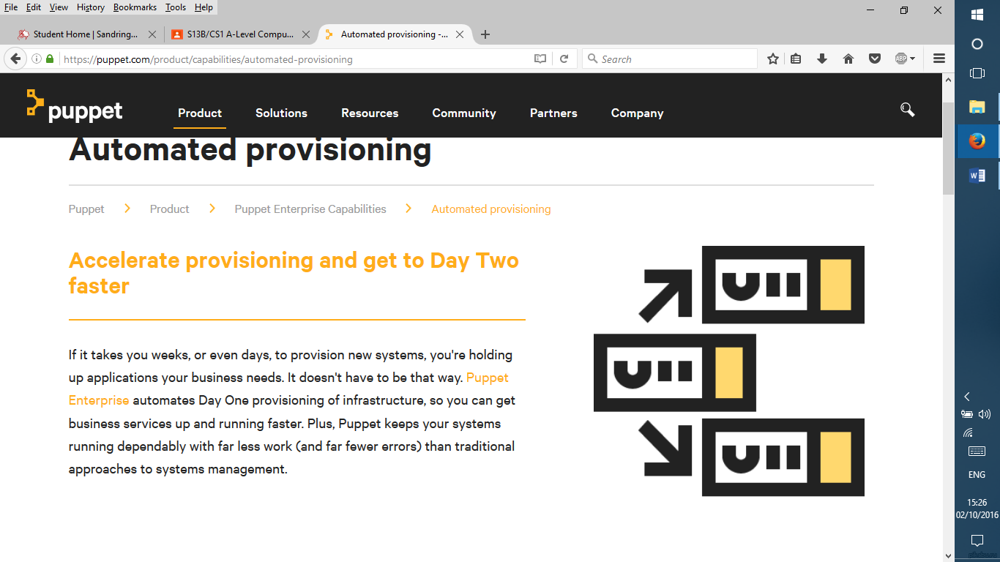 File Edit View History Bookmarks Tools Help
Student Home | Sandring...
S13B/CS1 A-Level Compu...
Automated provisioning -...
https://puppet.com/product/capabilities/automated-provisioning
Search
ABP
puppet
Product Solutions Resources Community Partners Company
Automated provisioning
Puppet Product Puppet Enterprise Capabilities Automated provisioning
Accelerate provisioning and get to Day Two
faster
If it takes you weeks, or even days, to provision new systems, you're holding
up applications your business needs. It doesn't have to be that way. Puppet
Enterprise automates Day One provisioning of infrastructure, so you can get
business services up and running faster. Plus, Puppet keeps your systems
running dependably with far less work (and far fewer errors) than traditional
approaches to systems management.
W
ENG
15:26
02/10/2016